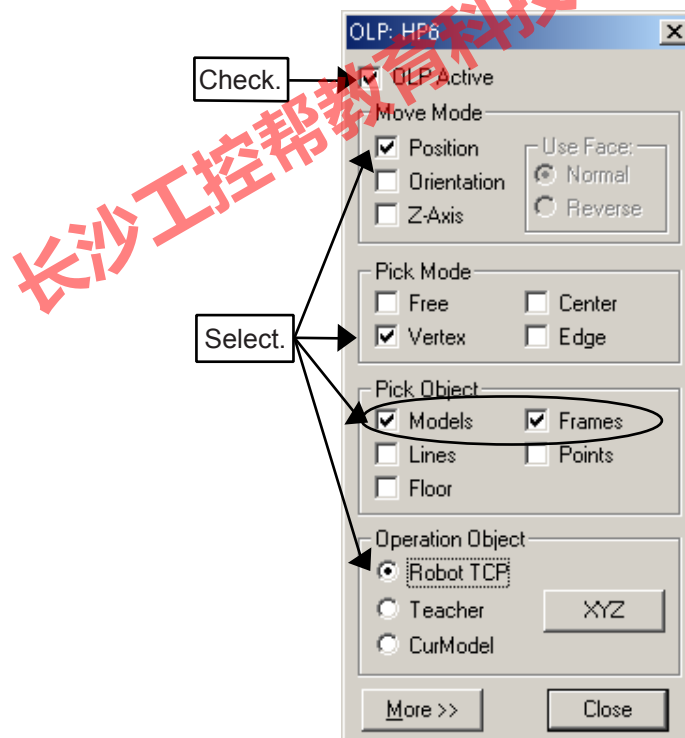 OLP: HP6
Check.
OLP Active
Move Mode
Position
Orientation
Z-Axis
Use Face:
Normal
Reverse
Pick Mode
Free
Center
Select.
Vertex
Edge
Pick Object
Models
Frames
Lines
Points
Floor
Operation Object
Robot TCP
Teacher
XYZ
CurModel
More >>
Close
长沙工控帮教育科技